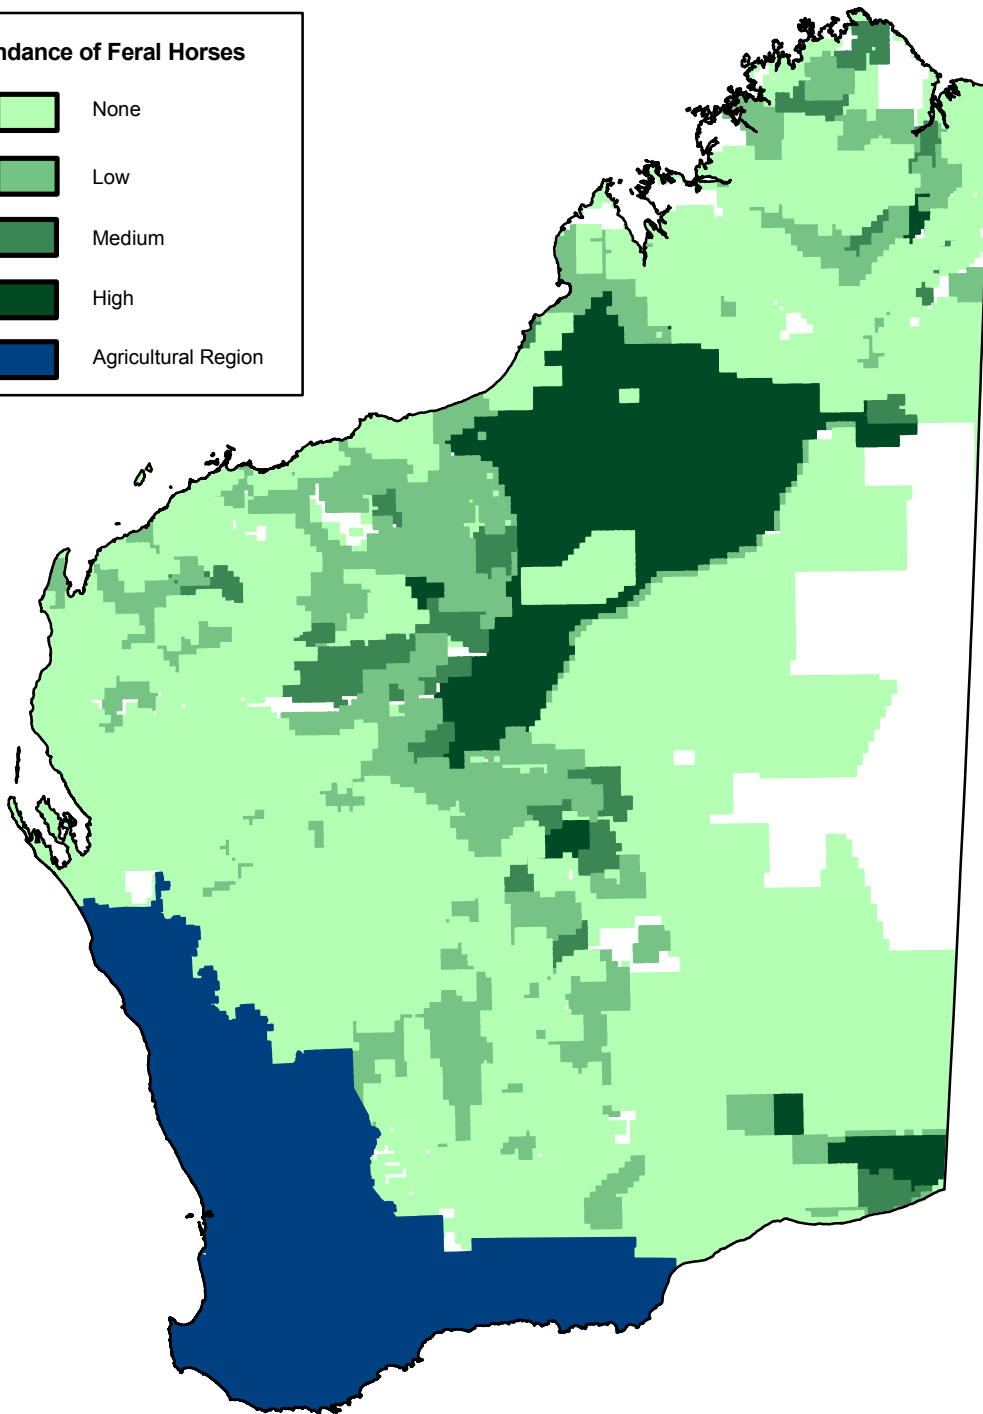 ndance of Feral Horses
None
Low
Medium
High
Agricultural Region